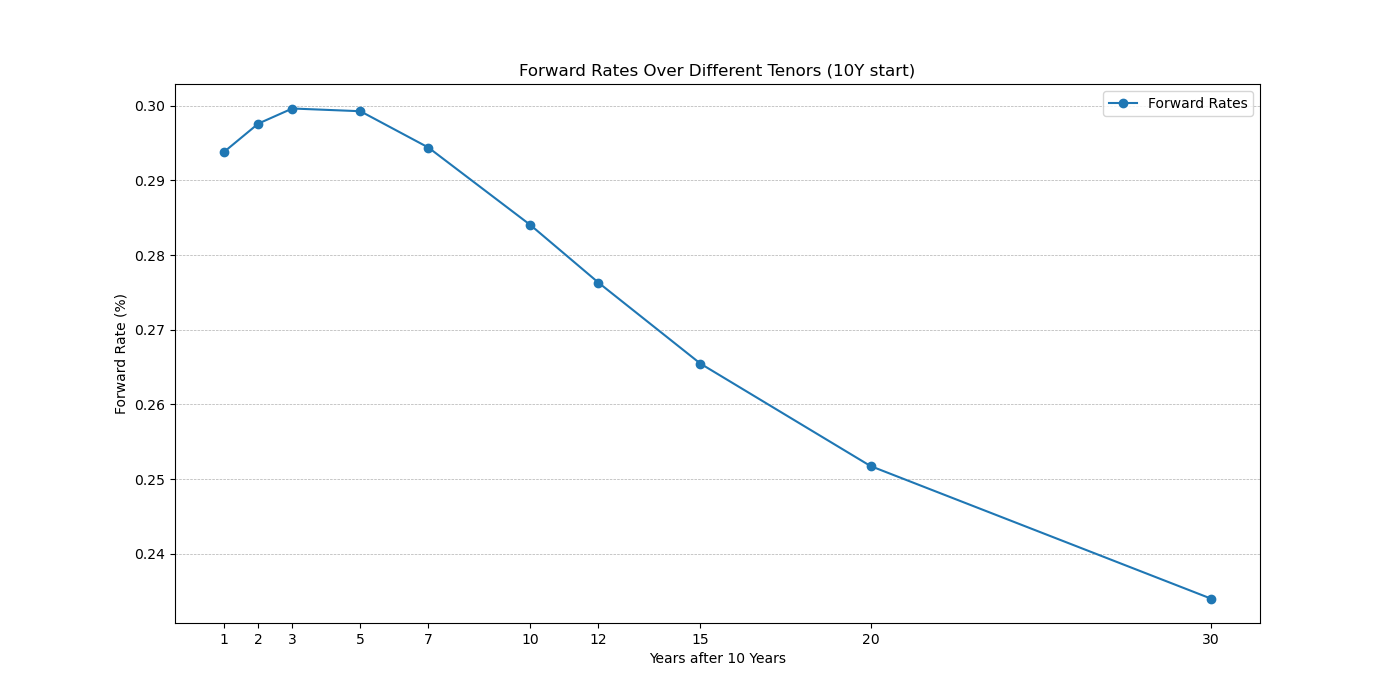 Forward Rates Over Different Tenors (10Y start)
Forward Rates
0.30
0.29
0.28
0.27
0.26
0.25
0.24
Forward Rate (%)
1 2 3 5 7 10 12 15 20 30
Years after 10 Years